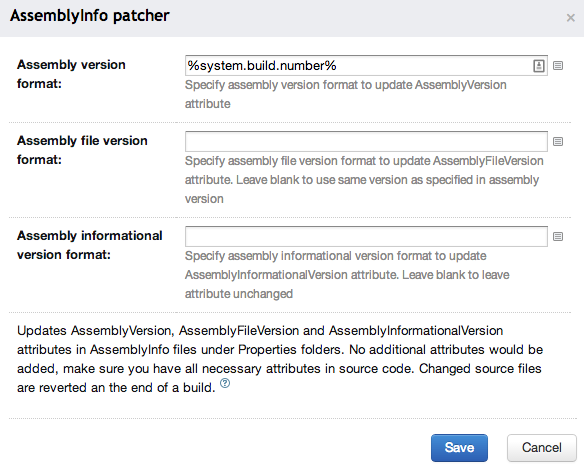 AssemblyInfo patcher
×
Assembly version
format:
%system.build.number%
Specify assembly version format to update AssemblyVersion
attribute
Assembly file version
format:
Specify assembly file version format to update AssemblyFileVersion
attribute. Leave blank to use same version as specified in assembly
version
Assembly informational
version format:
Specify assembly informational version format to update
AssemblyInformationalVersion attribute. Leave blank to leave
attribute unchanged
Updates AssemblyVersion, AssemblyFileVersion and AssemblyInformationalVersion
attributes in AssemblyInfo files under Properties folders. No additional attributes would be
added, make sure you have all necessary attributes in source code. Changed source files
are reverted an the end of a build. ?
Save
Cancel